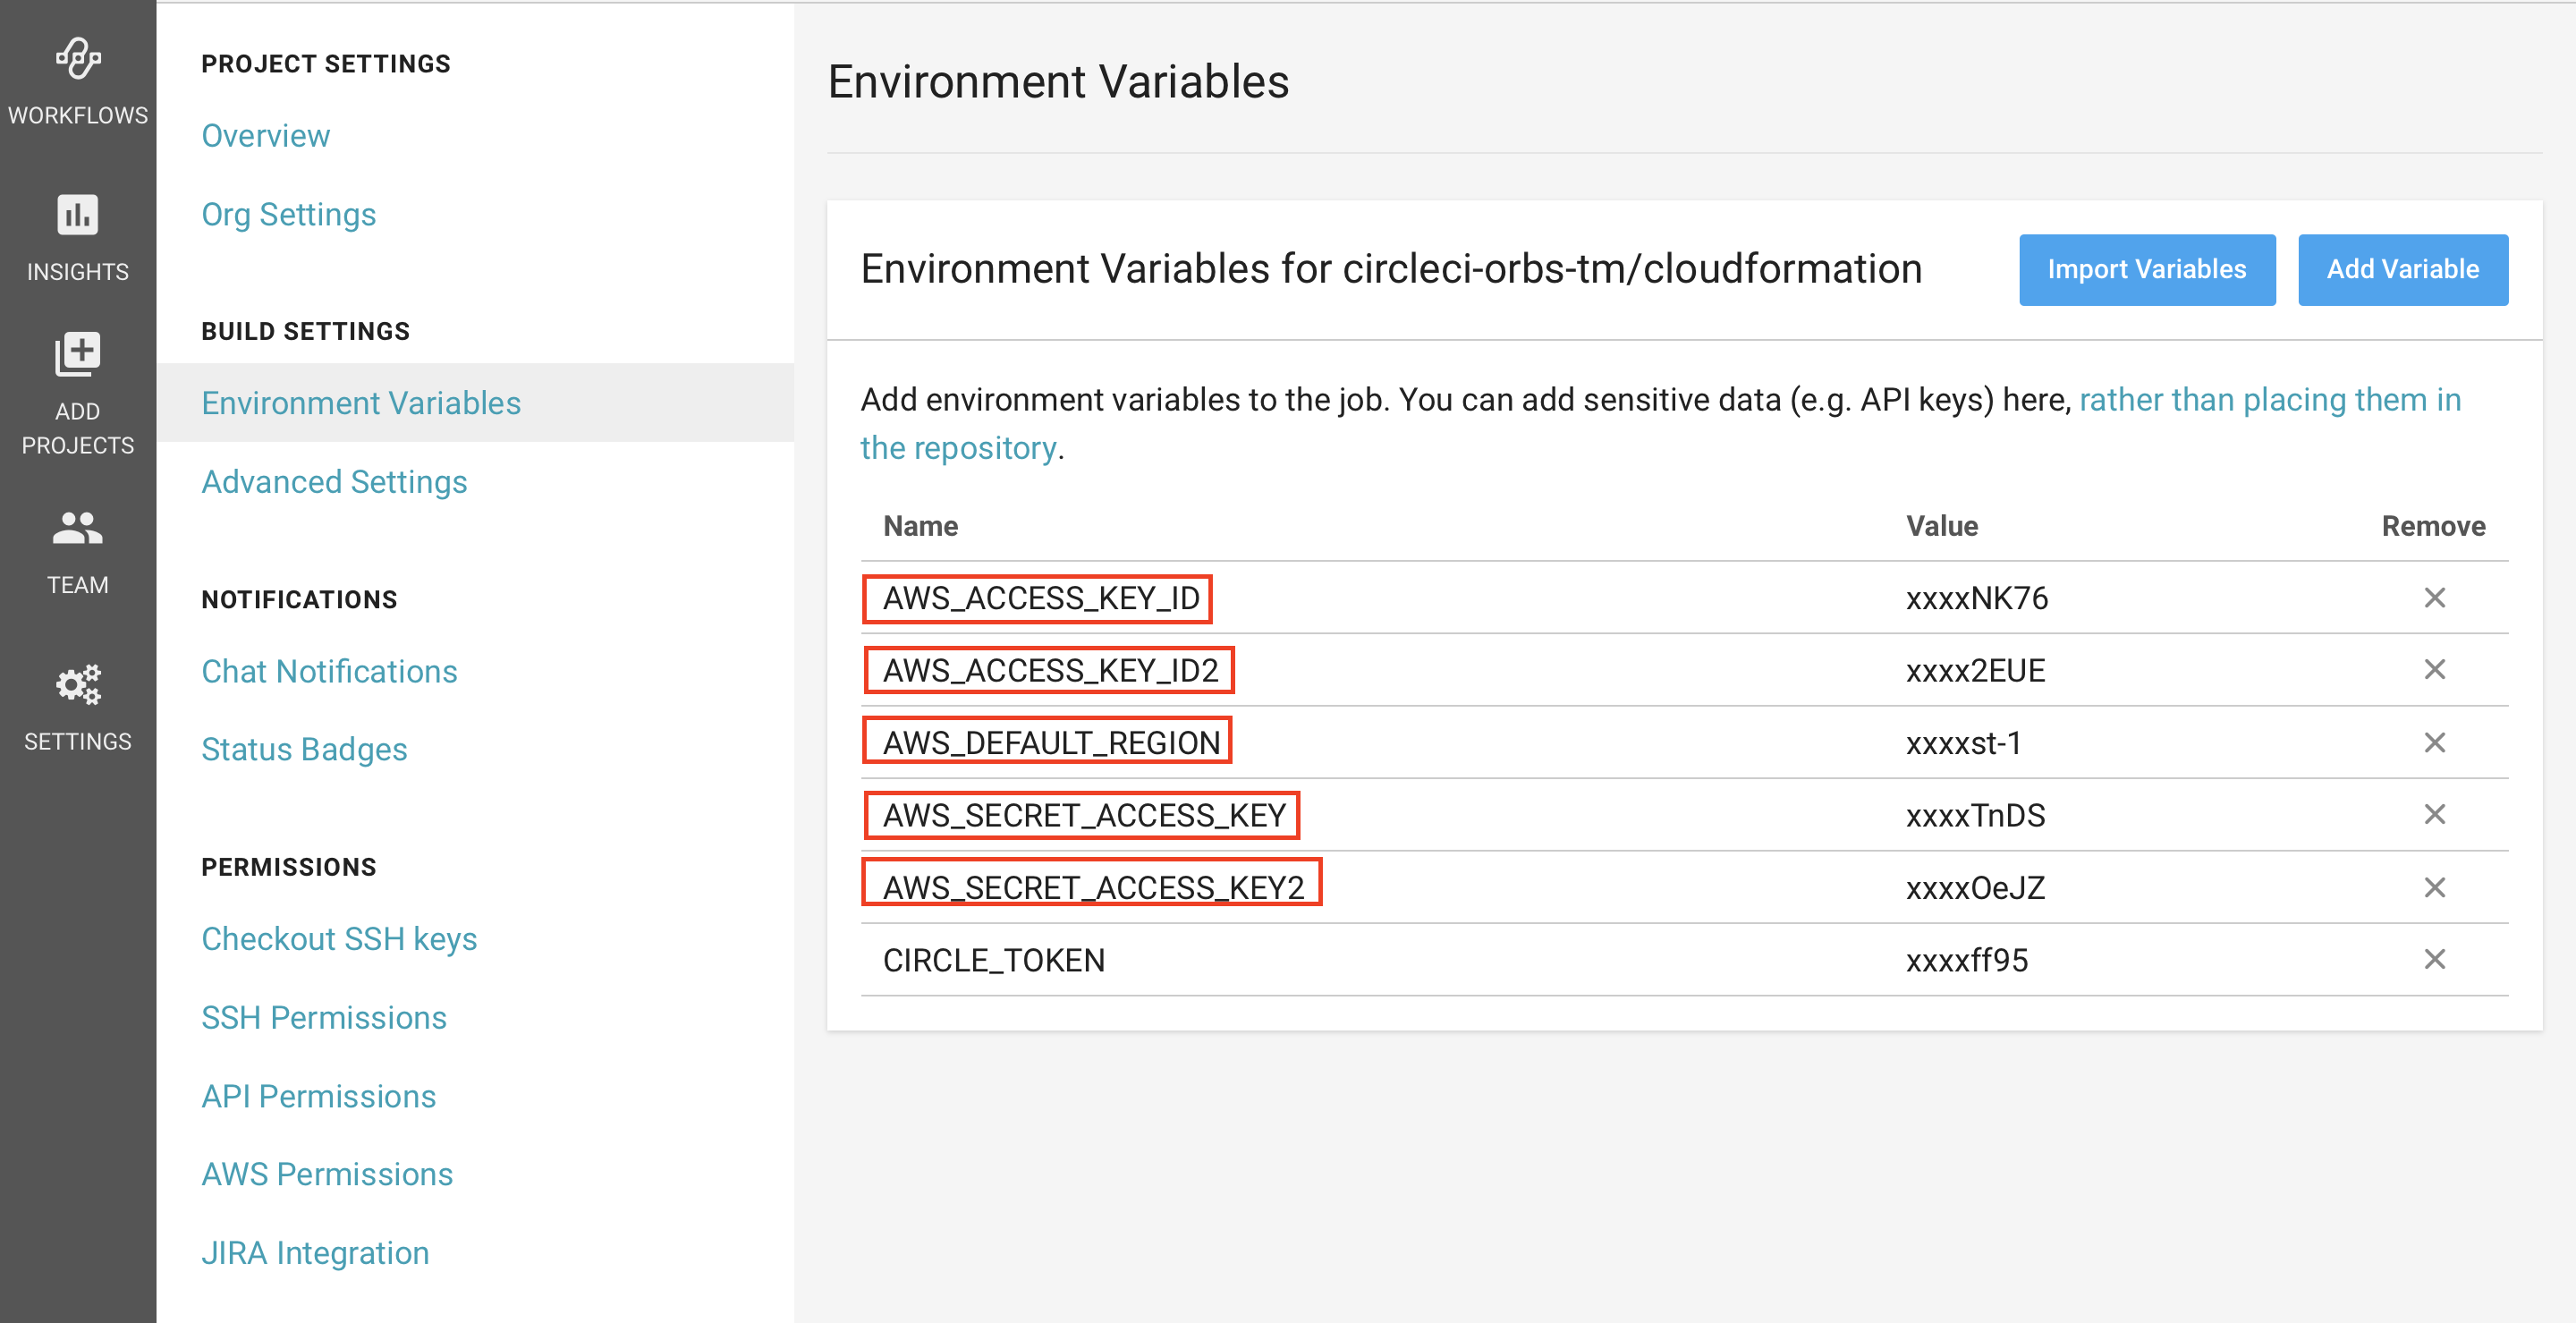 WORKFLOWS
INSIGHTS
ADD
PROJECTS
TEAM
SETTINGS
PROJECT SETTINGS
Overview
Org Settings
BUILD SETTINGS
Environment Variables
Advanced Settings
NOTIFICATIONS
Chat Notifications
Status Badges
PERMISSIONS
Checkout SSH keys
SSH Permissions
API Permissions
AWS Permissions
JIRA Integration
Environment Variables
Environment Variables for circleci-orbs-tm/cloudformation
Import Variables
Add Variable
Add environment variables to the job. You can add sensitive data (e.g. API keys) here, rather than placing them in
the repository.
Name Value Remove
AWS_ACCESS_KEY_ID xxxxNK76
AWS_ACCESS_KEY_ID2 xxxx2EUE
AWS_DEFAULT_REGION xxxxst-1
AWS_SECRET_ACCESS_KEY xxxxTnDS
AWS_SECRET_ACCESS_KEY2 xxxxOeJZ
CIRCLE_TOKEN xxxxff95